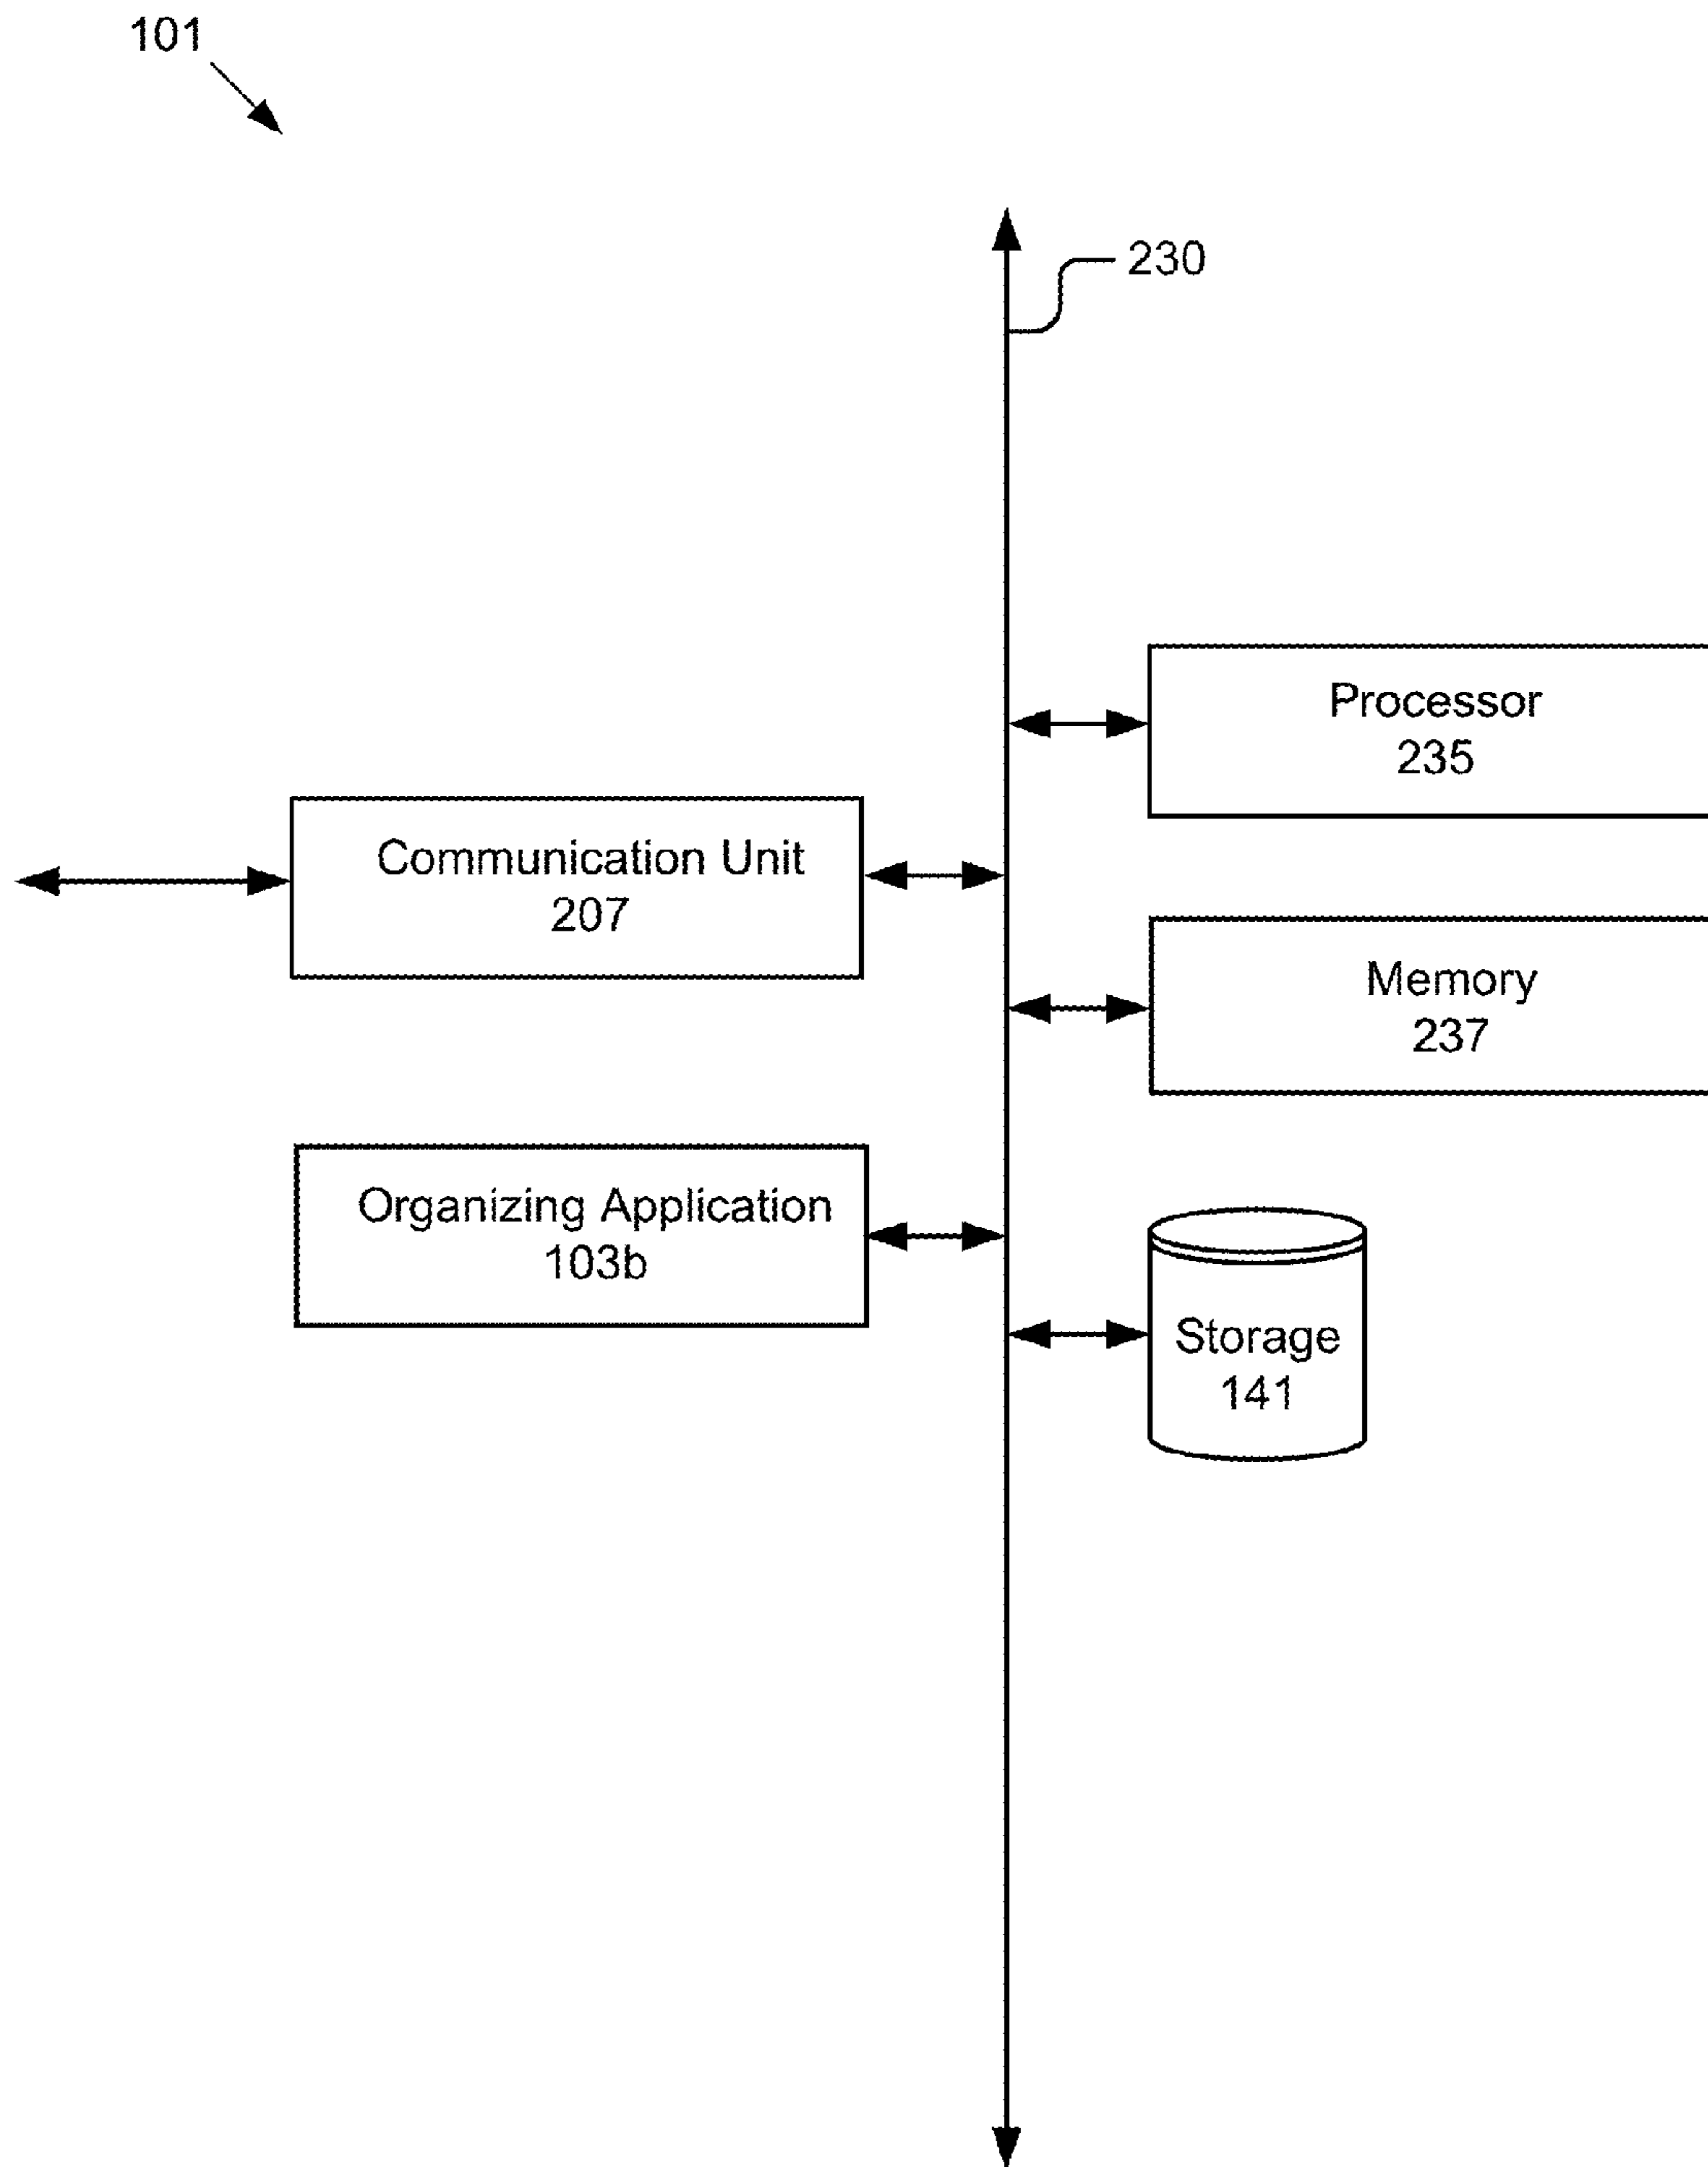 101
230
Processor
235
Communication Unit
207
Memory
237
Organizing Application
103b
Storage
141